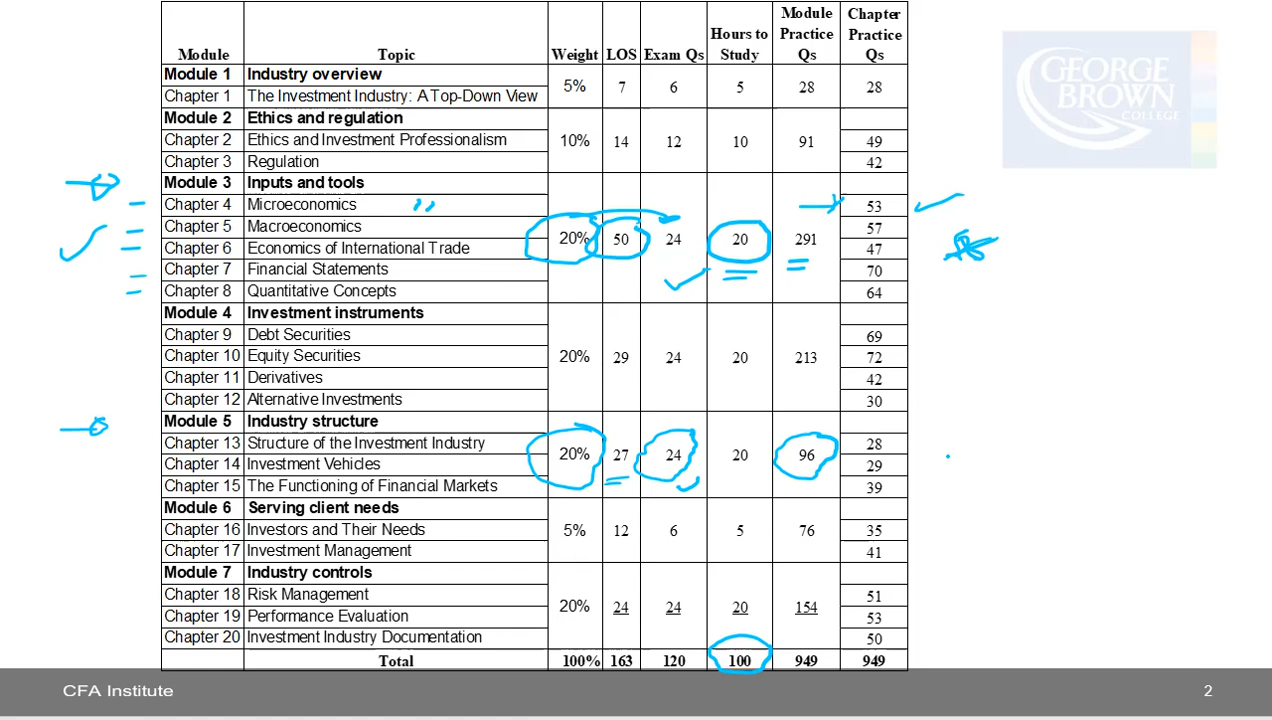 Module Topic Weight LOS Exam Qs Hours to Study Module Practice Qs Chapter Practice Qs
Module 1 Industry overview 5% 7 6 5 28 28
Chapter 1 The Investment Industry: A Top-Down View
Module 2 Ethics and regulation 10% 14 12 10 91
Chapter 2 Ethics and Investment Professionalism 49
Chapter 3 Regulation 42
Module 3 Inputs and tools 20% 50 24 20 291
Chapter 4 Microeconomics 53
Chapter 5 Macroeconomics 57
Chapter 6 Economics of International Trade 47
Chapter 7 Financial Statements 70
Chapter 8 Quantitative Concepts 64
Module 4 Investment instruments 20% 29 24 20 213
Chapter 9 Debt Securities 69
Chapter 10 Equity Securities 72
Chapter 11 Derivatives 42
Chapter 12 Alternative Investments 30
Module 5 Industry structure 20% 27 24 20 96
Chapter 13 Structure of the Investment Industry 28
Chapter 14 Investment Vehicles 29
Chapter 15 The Functioning of Financial Markets 39
Module 6 Serving client needs 5% 12 6 5 76
Chapter 16 Investors and Their Needs 35
Chapter 17 Investment Management 41
Module 7 Industry controls 20% 24 24 20 154
Chapter 18 Risk Management 51
Chapter 19 Performance Evaluation 53
Chapter 20 Investment Industry Documentation 50
Total 100% 163 120 100 949 949
GEORGE
BROWN
COLLEGE
CFA Institute
2